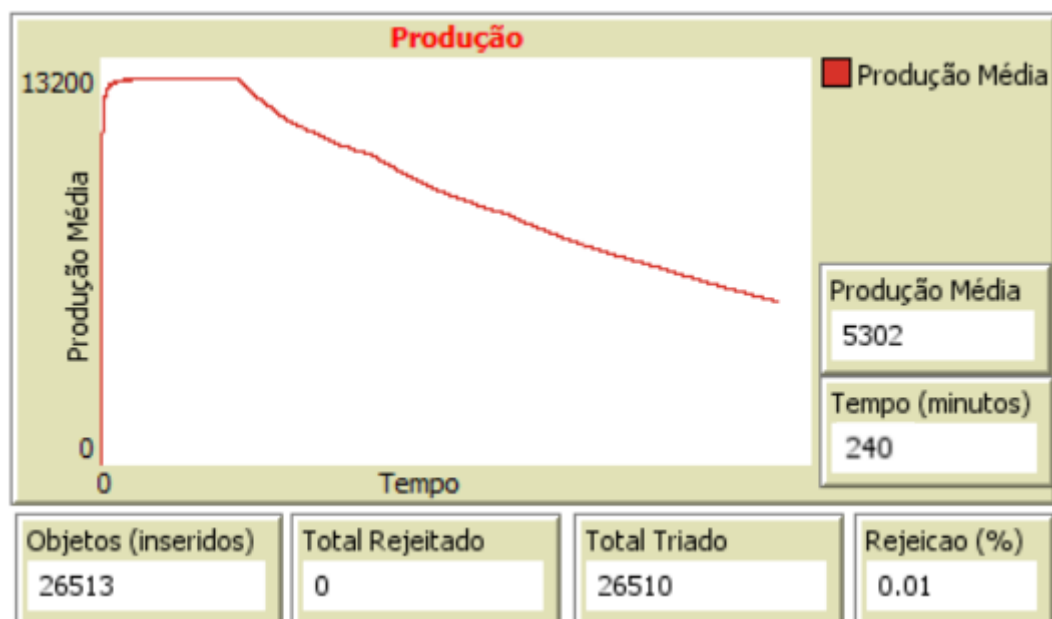 Produção
13200
Produção Média
Produção Média
0
0
Tempo
Produção Média
5302
Tempo (minutos)
240
Objetos (inseridos)
26513
Total Rejeitado
0
Total Triado
26510
Rejeicao (%)
0.01